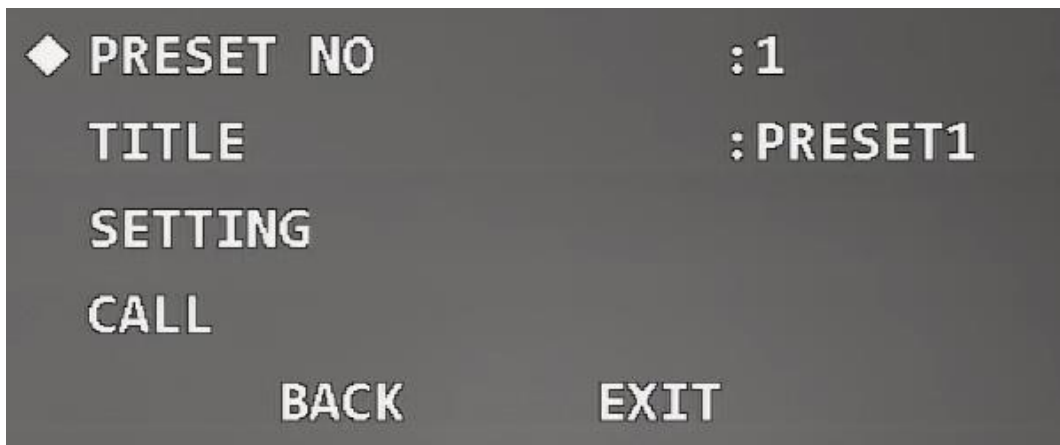 PRESET NO :1
TITLE :PRESET1
SETTING
CALL
BACK EXIT